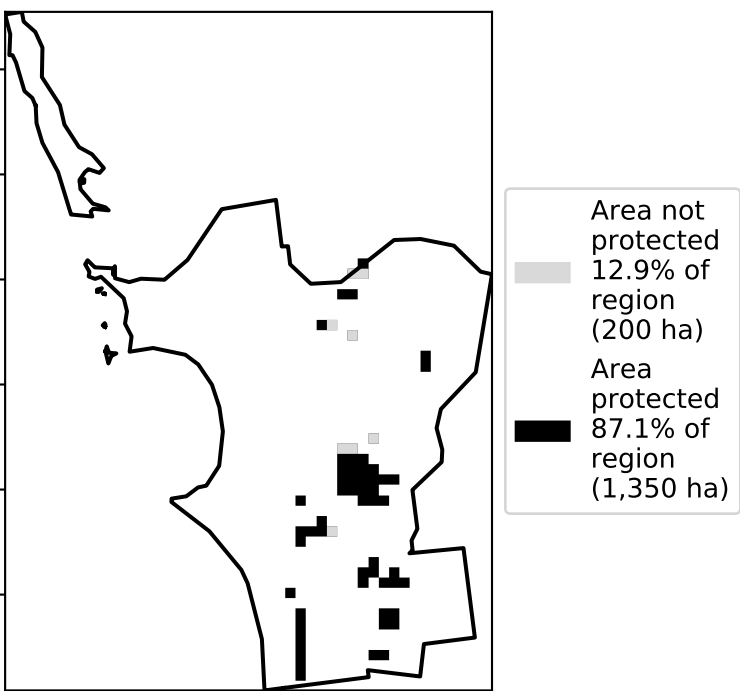 Area not
protected
12.9% of
region
(200 ha)
Area
protected
87.1% of
region
(1,350 ha)